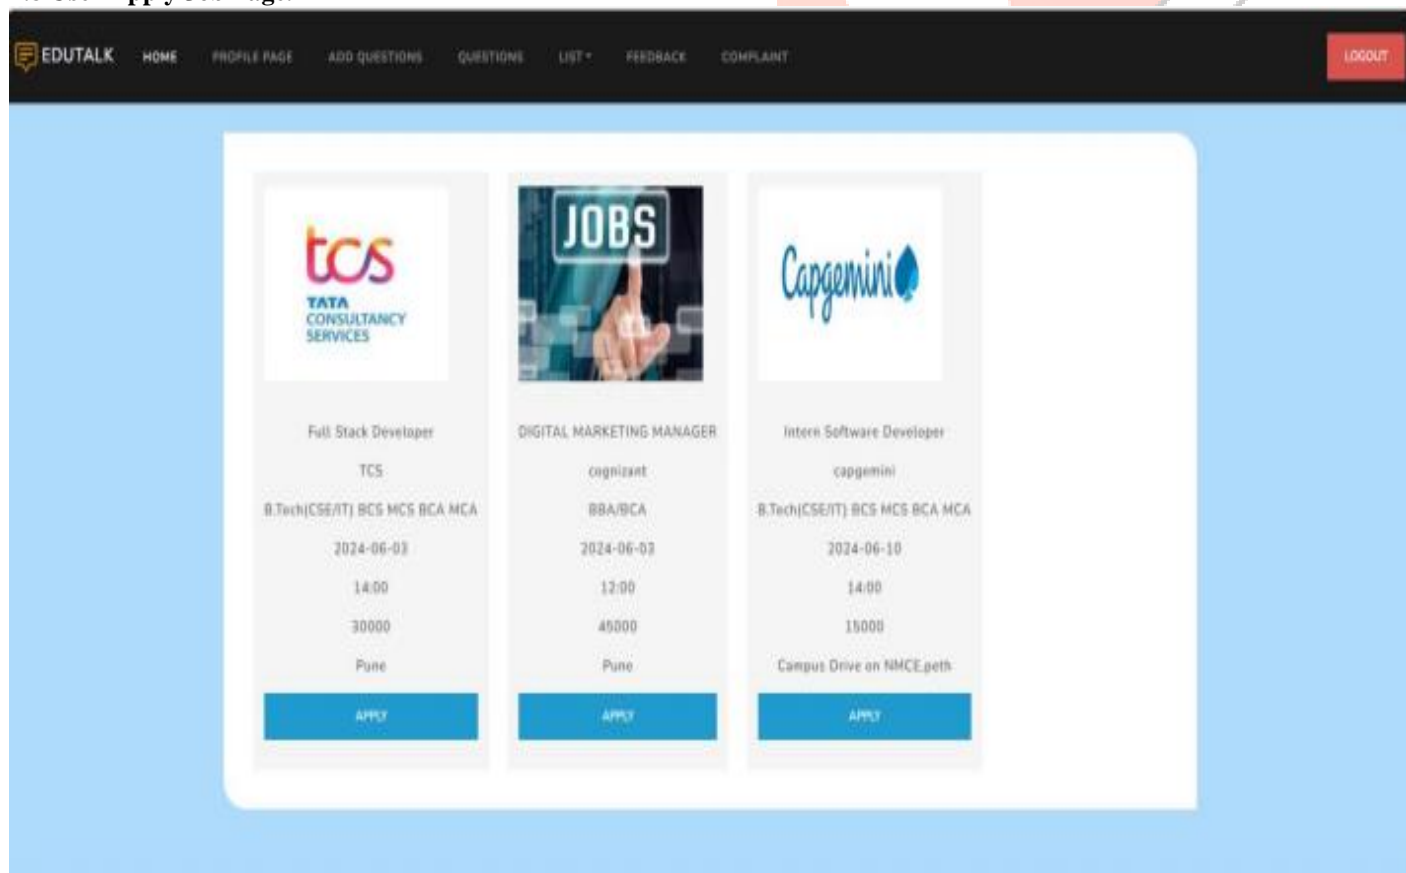 EDUTALK HOME PROFILE PAGE ADD QUESTIONS QUESTIONS LIST FEEDBACK COMPLAINT LOGOUT
tcs
TATA
CONSULTANCY
SERVICES
JOBS
Capgemini
Full Stack Developer
TCS
B.Tech(CSE/IT) BCS MCS BCA MCA
2024-06-03
14:00
30000
Pune
APPLY
DIGITAL MARKETING MANAGER
cognizant
BBA/BCA
2024-06-03
12:00
45000
Pune
APPLY
Intern Software Developer
capgemini
B.Tech(CSE/IT) BCS MCS BCA MCA
2024-06-10
14:00
15000
Campus Drive on NMCE,peth
APPLY